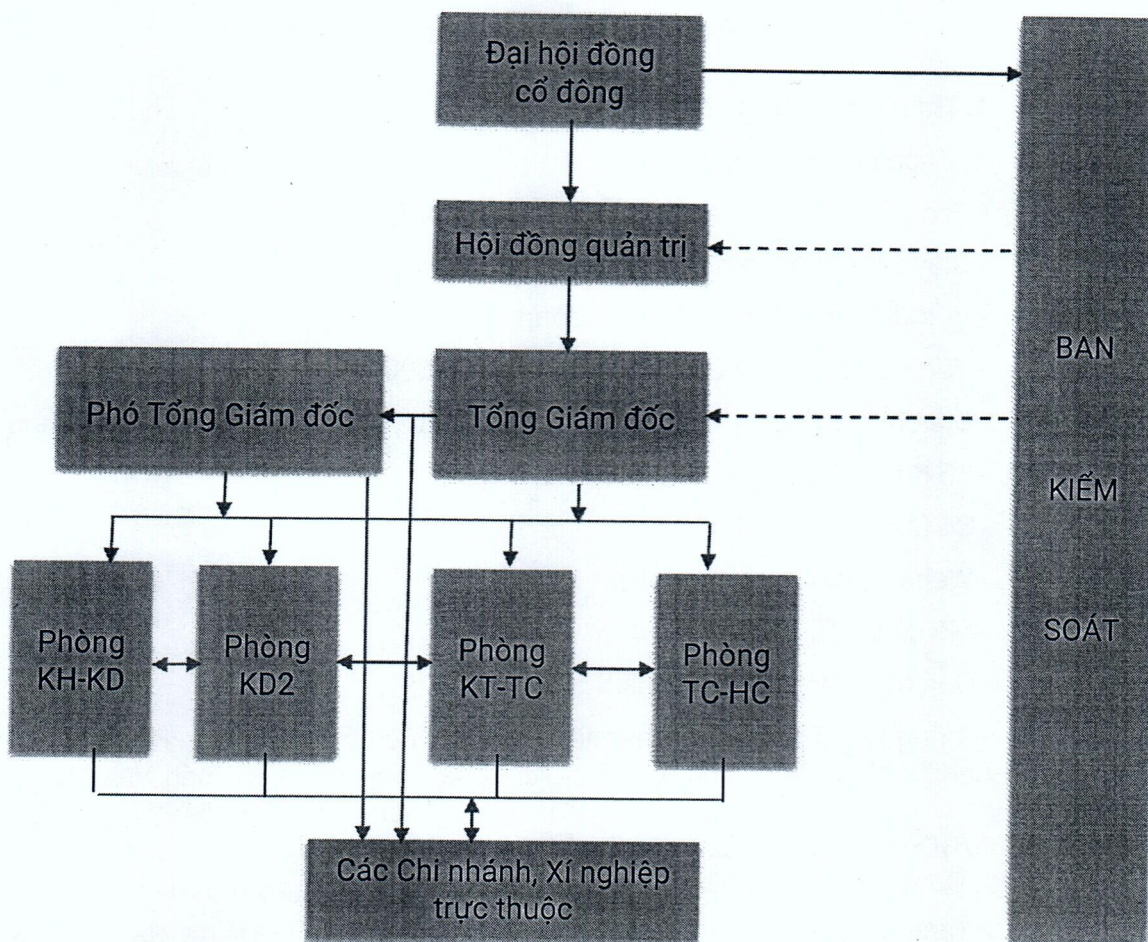 Đại hội đồng
cổ đông
Hội đồng quản trị
Phó Tổng Giám đốc
Tổng Giám đốc
BAN
KIỂM
SOÁT
Phòng
KH-KD
Phòng
KD2
Phòng
KT-TC
Phòng
TC-HC
Các Chi nhánh, Xí nghiệp
trực thuộc